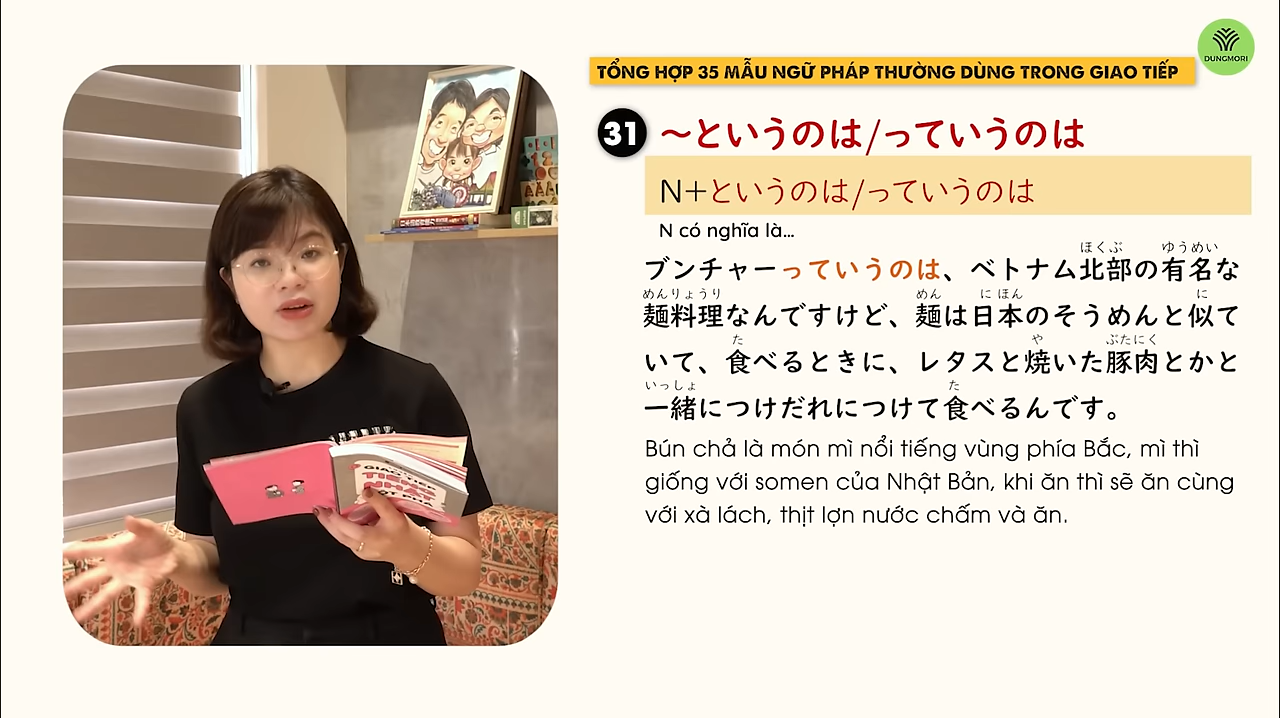 DUNGMORI
TỔNG HỢP 35 MẪU NGỮ PHÁP THƯỜNG DÙNG TRONG GIAO TIẾP
31 ～というのは/っていうのは
N+というのは/っていうのは
N có nghĩa là...
ほくぶ ゆうめい
ブンチャーっていうのは、ベトナム北部の有名な
めんりょうり めん に ほん に
麺料理なんですけど、麺は日本のそうめんと似て
た や ぶたにく
いて、食べるときに、レタスと焼いた豚肉とかと
いっしょ た
一緒につけだれにつけて食べるんです。
Bún chả là món mì nổi tiếng vùng phía Bắc, mì thì
giống với somen của Nhật Bản, khi ăn thì sẽ ăn cùng
với xà lách, thịt lợn nước chấm và ăn.
GIAO TIẾP
TIẾNG
NHẬT